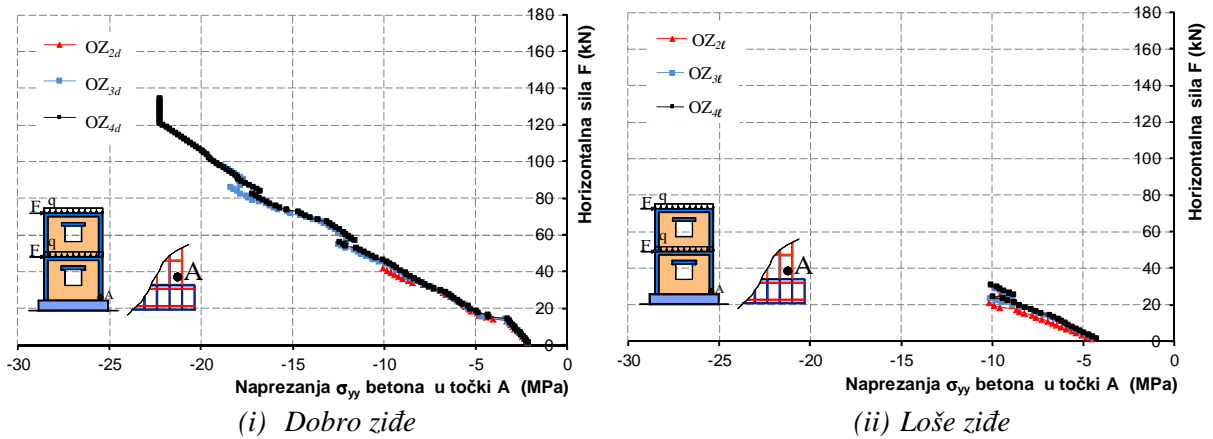 180
160
140
120
100
80
60
40
20
0
Horizontalna sila F (kN)
OZ2d
OZ3d
OZ4d
F q
F q
A
A
-30 -25 -20 -15 -10 -5 0
Naprezanja σyy betona u točki A (MPa)
(i) Dobro ziđe
180
160
140
120
100
80
60
40
20
0
Horizontalna sila F (kN)
OZ2ℓ
OZ3ℓ
OZ4ℓ
F q
F q
A
A
-30 -25 -20 -15 -10 -5 0
Naprezanja σyy betona u točki A (MPa)
(ii) Loše ziđe